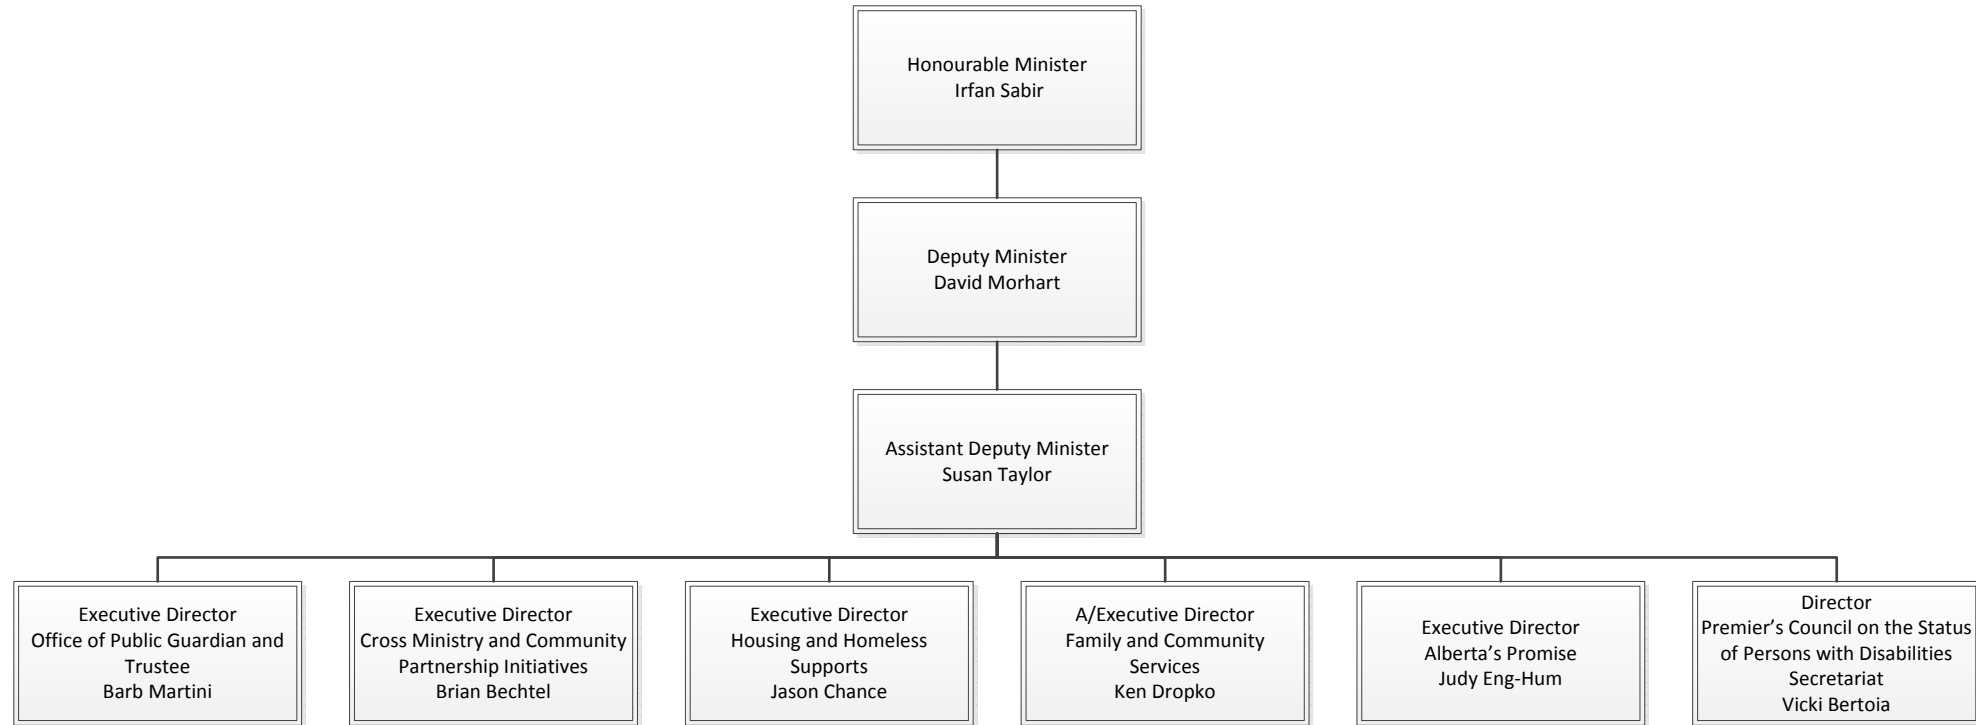 Honourable Minister
Irfan Sabir
Deputy Minister
David Morhart
Assistant Deputy Minister
Susan Taylor
Executive Director
Office of Public Guardian and
Trustee
Barb Martini
Executive Director
Cross Ministry and Community
Partnership Initiatives
Brian Bechtel
Executive Director
Housing and Homeless
Supports
Jason Chance
A/Executive Director
Family and Community
Services
Ken Dropko
Executive Director
Alberta’s Promise
Judy Eng-Hum
Director
Premier’s Council on the Status
of Persons with Disabilities
Secretariat
Vicki Bertoia